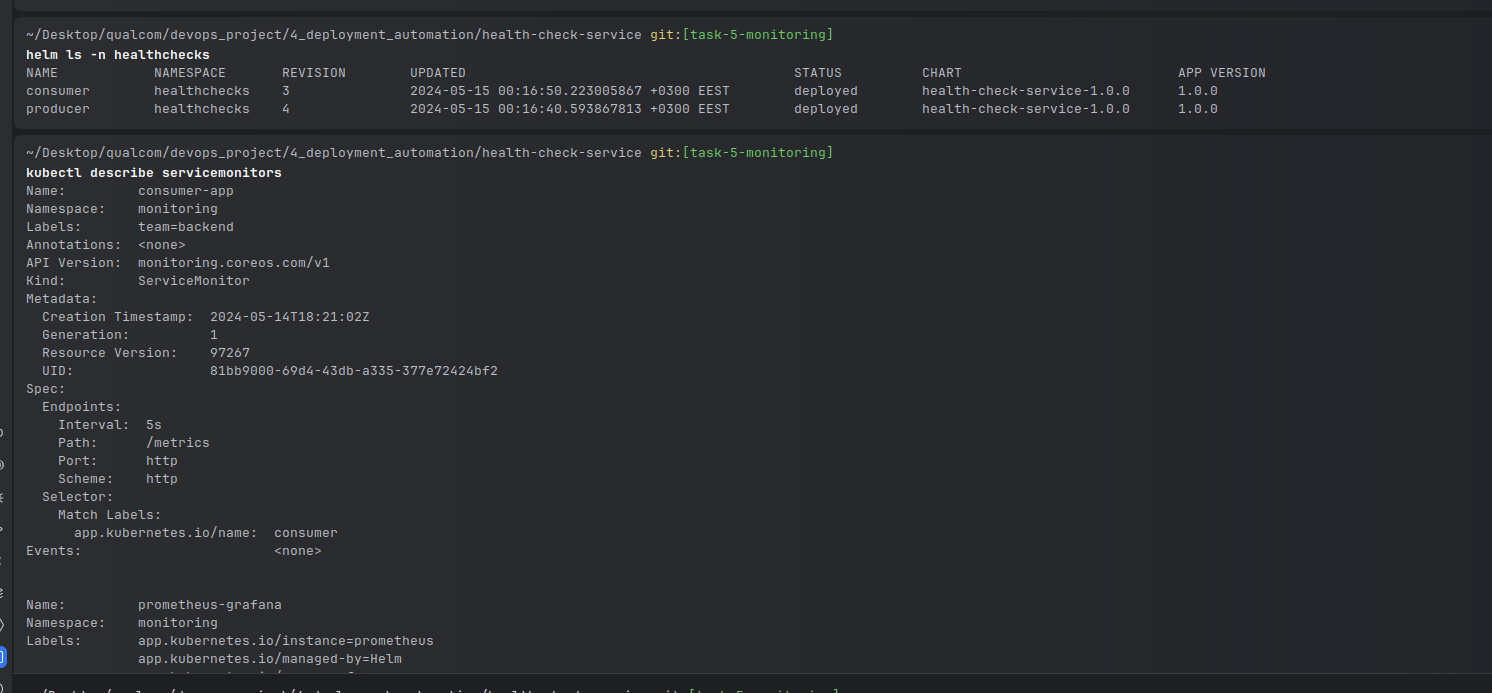 ~/Desktop/qualcom/devops_project/4_deployment_automation/health-check-service git:[task-5-monitoring]
helm ls -n healthchecks
NAME NAMESPACE REVISION UPDATED STATUS CHART APP VERSION
consumer healthchecks 3 2024-05-15 00:16:50.223005867 +0300 EEST deployed health-check-service-1.0.0 1.0.0
producer healthchecks 4 2024-05-15 00:16:40.593867813 +0300 EEST deployed health-check-service-1.0.0 1.0.0
~/Desktop/qualcom/devops_project/4_deployment_automation/health-check-service git:[task-5-monitoring]
kubectl describe servicemonitors
Name: consumer-app
Namespace: monitoring
Labels: team=backend
Annotations: <none>
API Version: monitoring.coreos.com/v1
Kind: ServiceMonitor
Metadata:
Creation Timestamp: 2024-05-14T18:21:02Z
Generation: 1
Resource Version: 97267
UID: 81bb9000-69d4-43db-a335-377e72424bf2
Spec:
Endpoints:
Interval: 5s
Path: /metrics
Port: http
Scheme: http
Selector:
Match Labels:
app.kubernetes.io/name: consumer
Events: <none>
Name: prometheus-grafana
Namespace: monitoring
Labels: app.kubernetes.io/instance=prometheus
app.kubernetes.io/managed-by=Helm